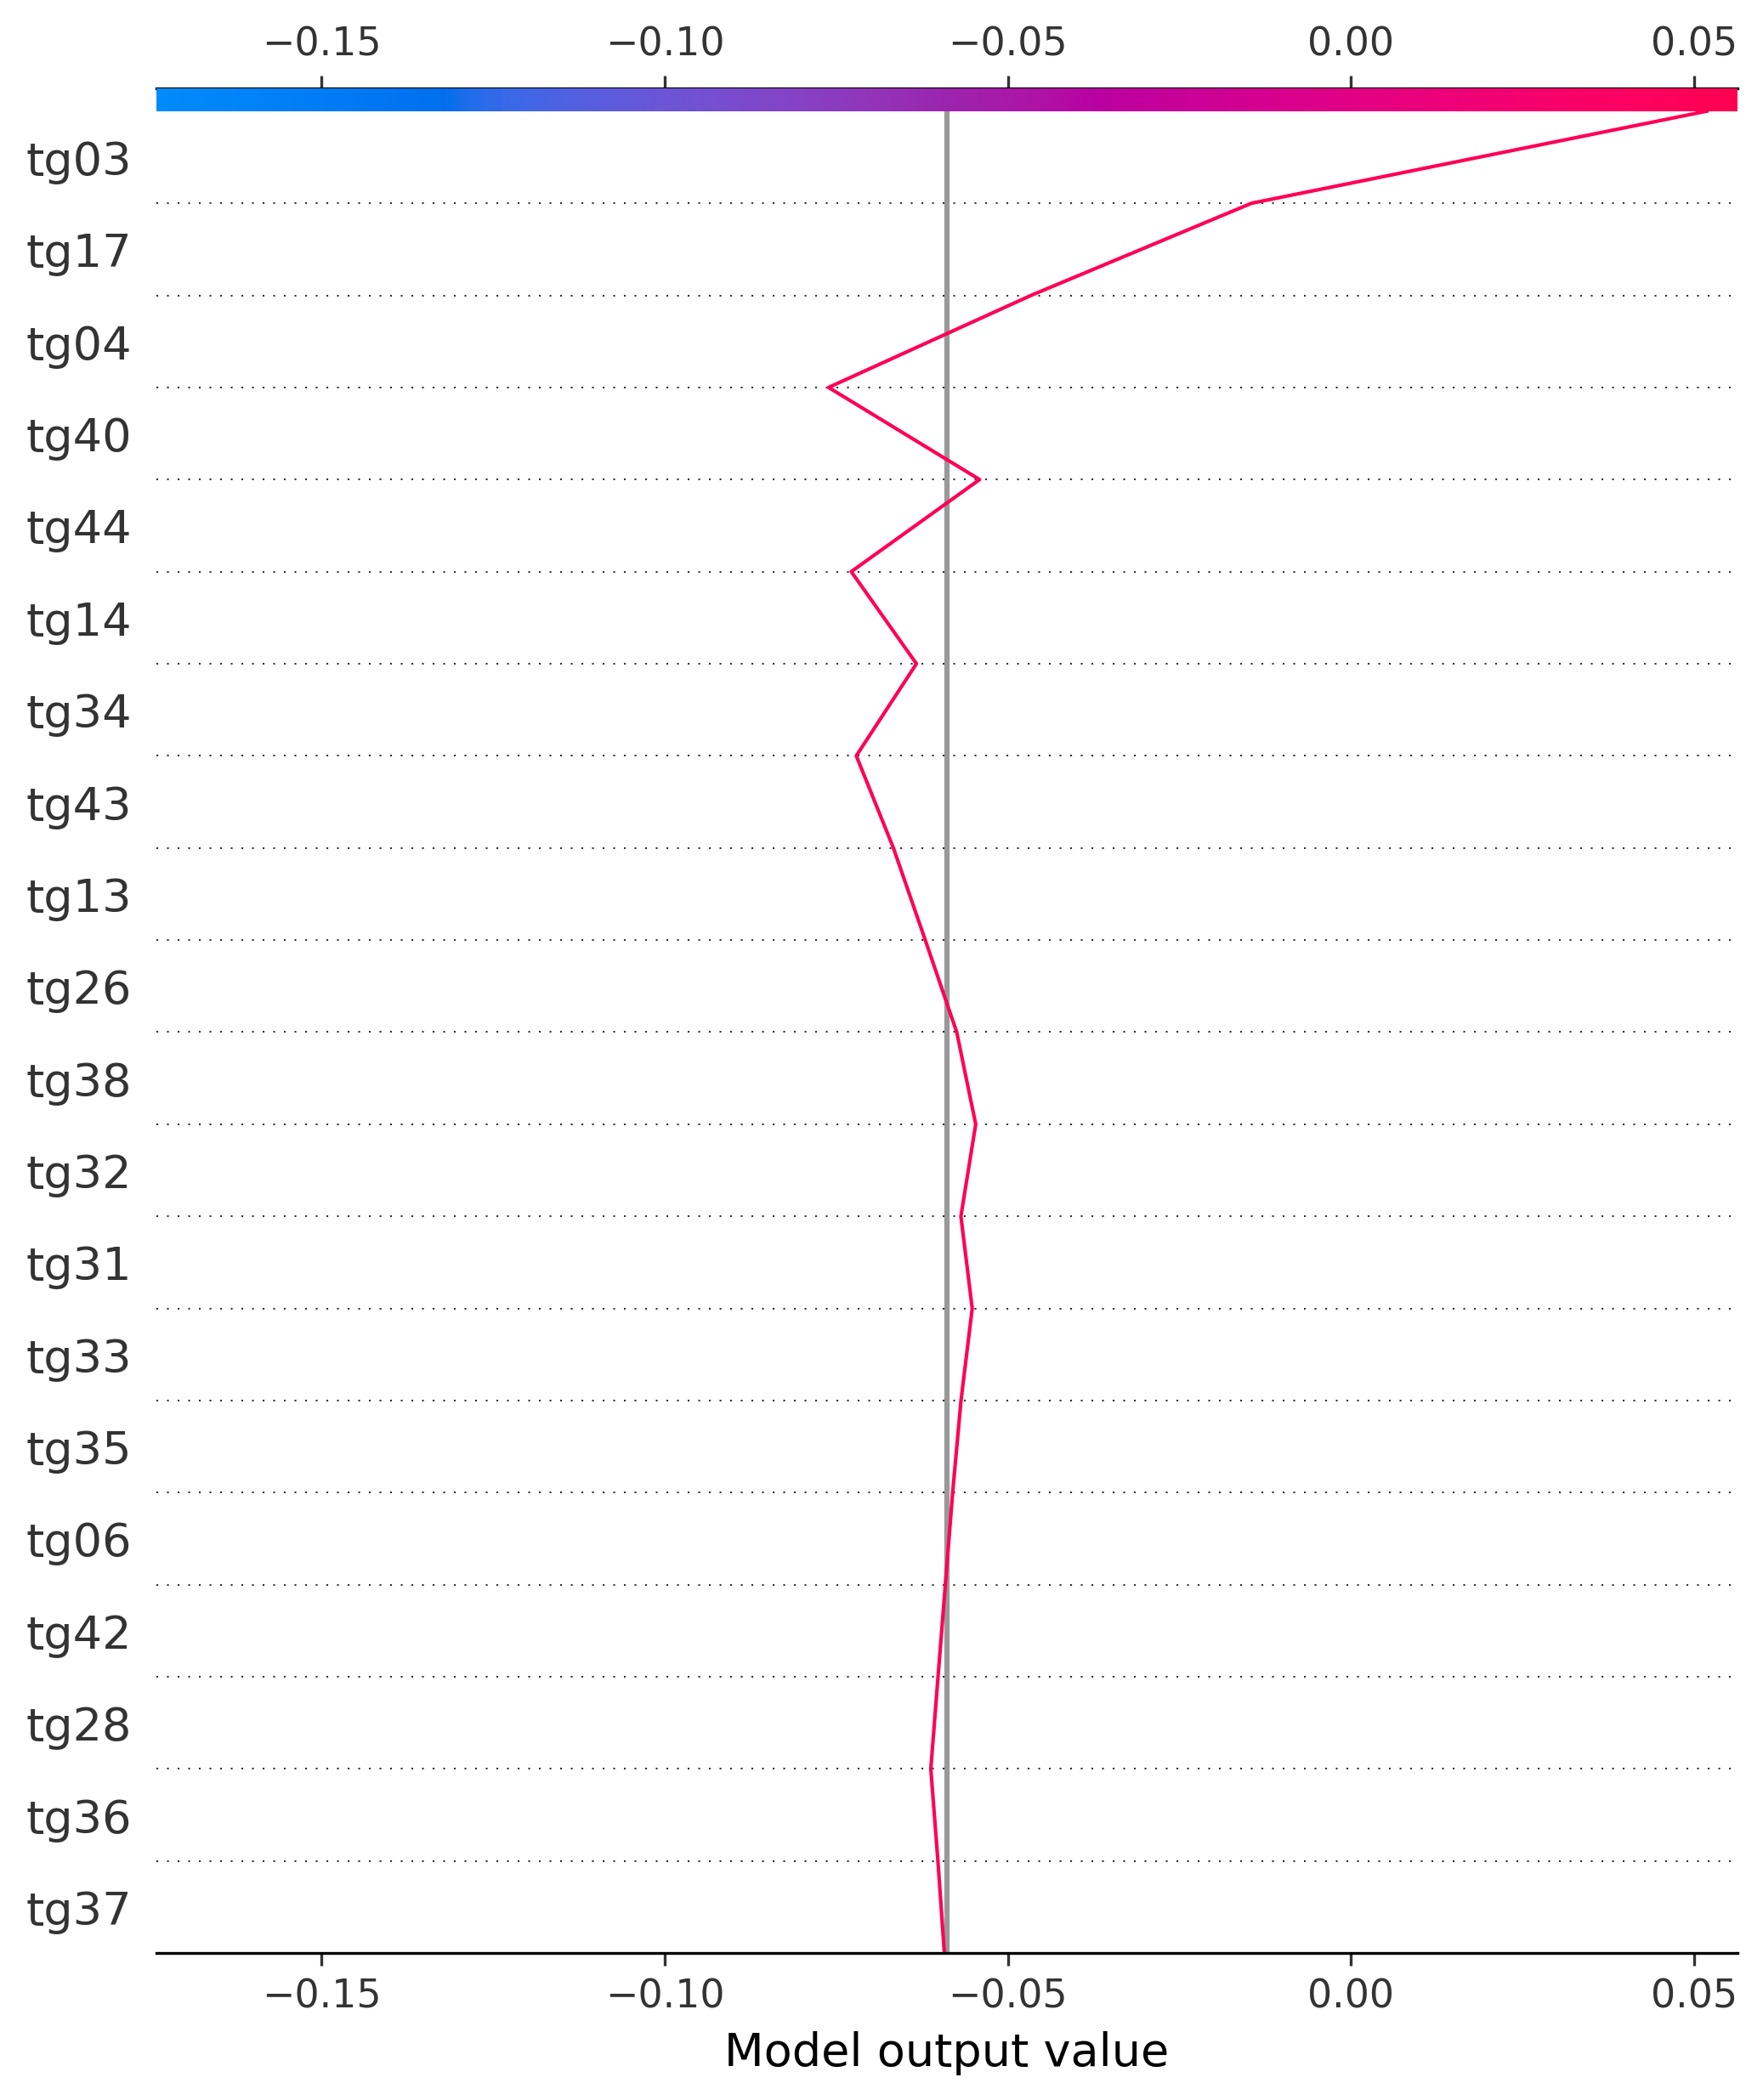 −0.15 −0.10 −0.05 0.00 0.05
tg03
tg17
tg04
tg40
tg44
tg14
tg34
tg43
tg13
tg26
tg38
tg32
tg31
tg33
tg35
tg06
tg42
tg28
tg36
tg37
−0.15 −0.10 −0.05 0.00 0.05
Model output value